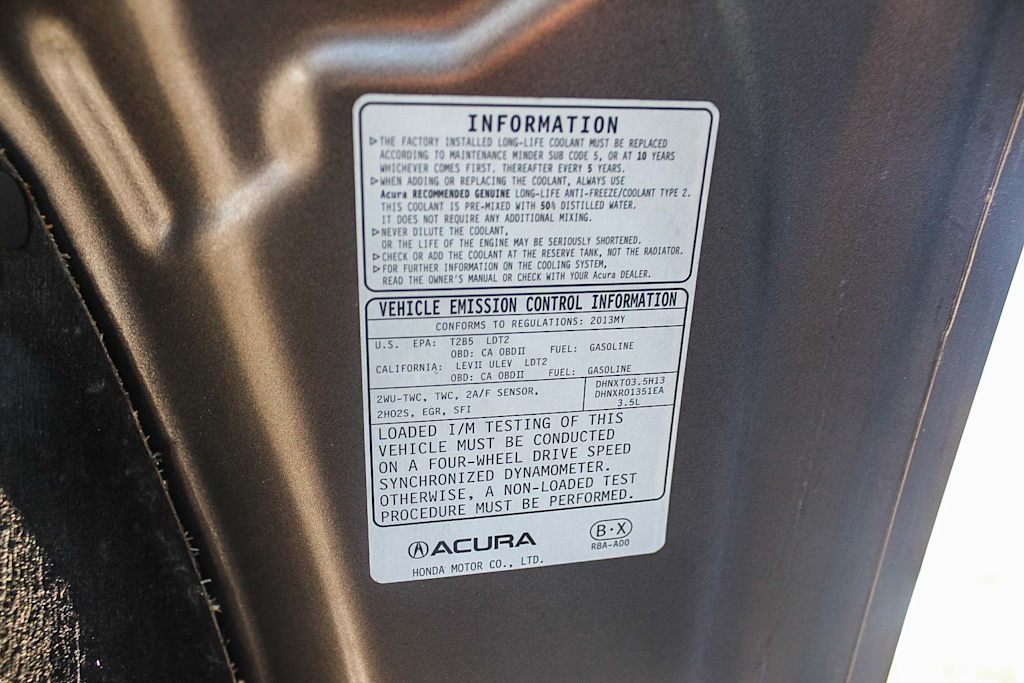 INFORMATION
▷THE FACTORY INSTALLED LONG-LIFE COOLANT MUST BE REPLACED
ACCORDING TO MAINTENANCE MINDER SUB CODE 5, OR AT 10 YEARS
WHICHEVER COMES FIRST. THEREAFTER EVERY 5 YEARS.
▷WHEN ADDING OR REPLACING THE COOLANT, ALWAYS USE
Acura RECOMMENDED GENUINE LONG-LIFE ANTI-FREEZE/COOLANT TYPE 2.
THIS COOLANT IS PRE-MIXED WITH 50% DISTILLED WATER.
IT DOES NOT REQUIRE ANY ADDITIONAL MIXING.
▷NEVER DILUTE THE COOLANT,
OR THE LIFE OF THE ENGINE MAY BE SERIOUSLY SHORTENED.
▷CHECK OR ADD THE COOLANT AT THE RESERVE TANK, NOT THE RADIATOR.
▷FOR FURTHER INFORMATION ON THE COOLING SYSTEM,
READ THE OWNER'S MANUAL OR CHECK WITH YOUR Acura DEALER.
VEHICLE EMISSION CONTROL INFORMATION
CONFORMS TO REGULATIONS: 2013MY
U.S. EPA: T2B5 LDT2
OBD: CA OBDII FUEL: GASOLINE
CALIFORNIA: LEVII ULEV LDT2
OBD: CA OBDII FUEL: GASOLINE
2WU-TWC, TWC, 2A/F SENSOR,
2HO2S, EGR, SFI
DHNXT03.5H13
DHNXR01351EA
3.5L
LOADED I/M TESTING OF THIS
VEHICLE MUST BE CONDUCTED
ON A FOUR-WHEEL DRIVE SPEED
SYNCHRONIZED DYNAMOMETER.
OTHERWISE, A NON-LOADED TEST
PROCEDURE MUST BE PERFORMED.
ACURA
HONDA MOTOR CO., LTD.
B·X
R8A-A00